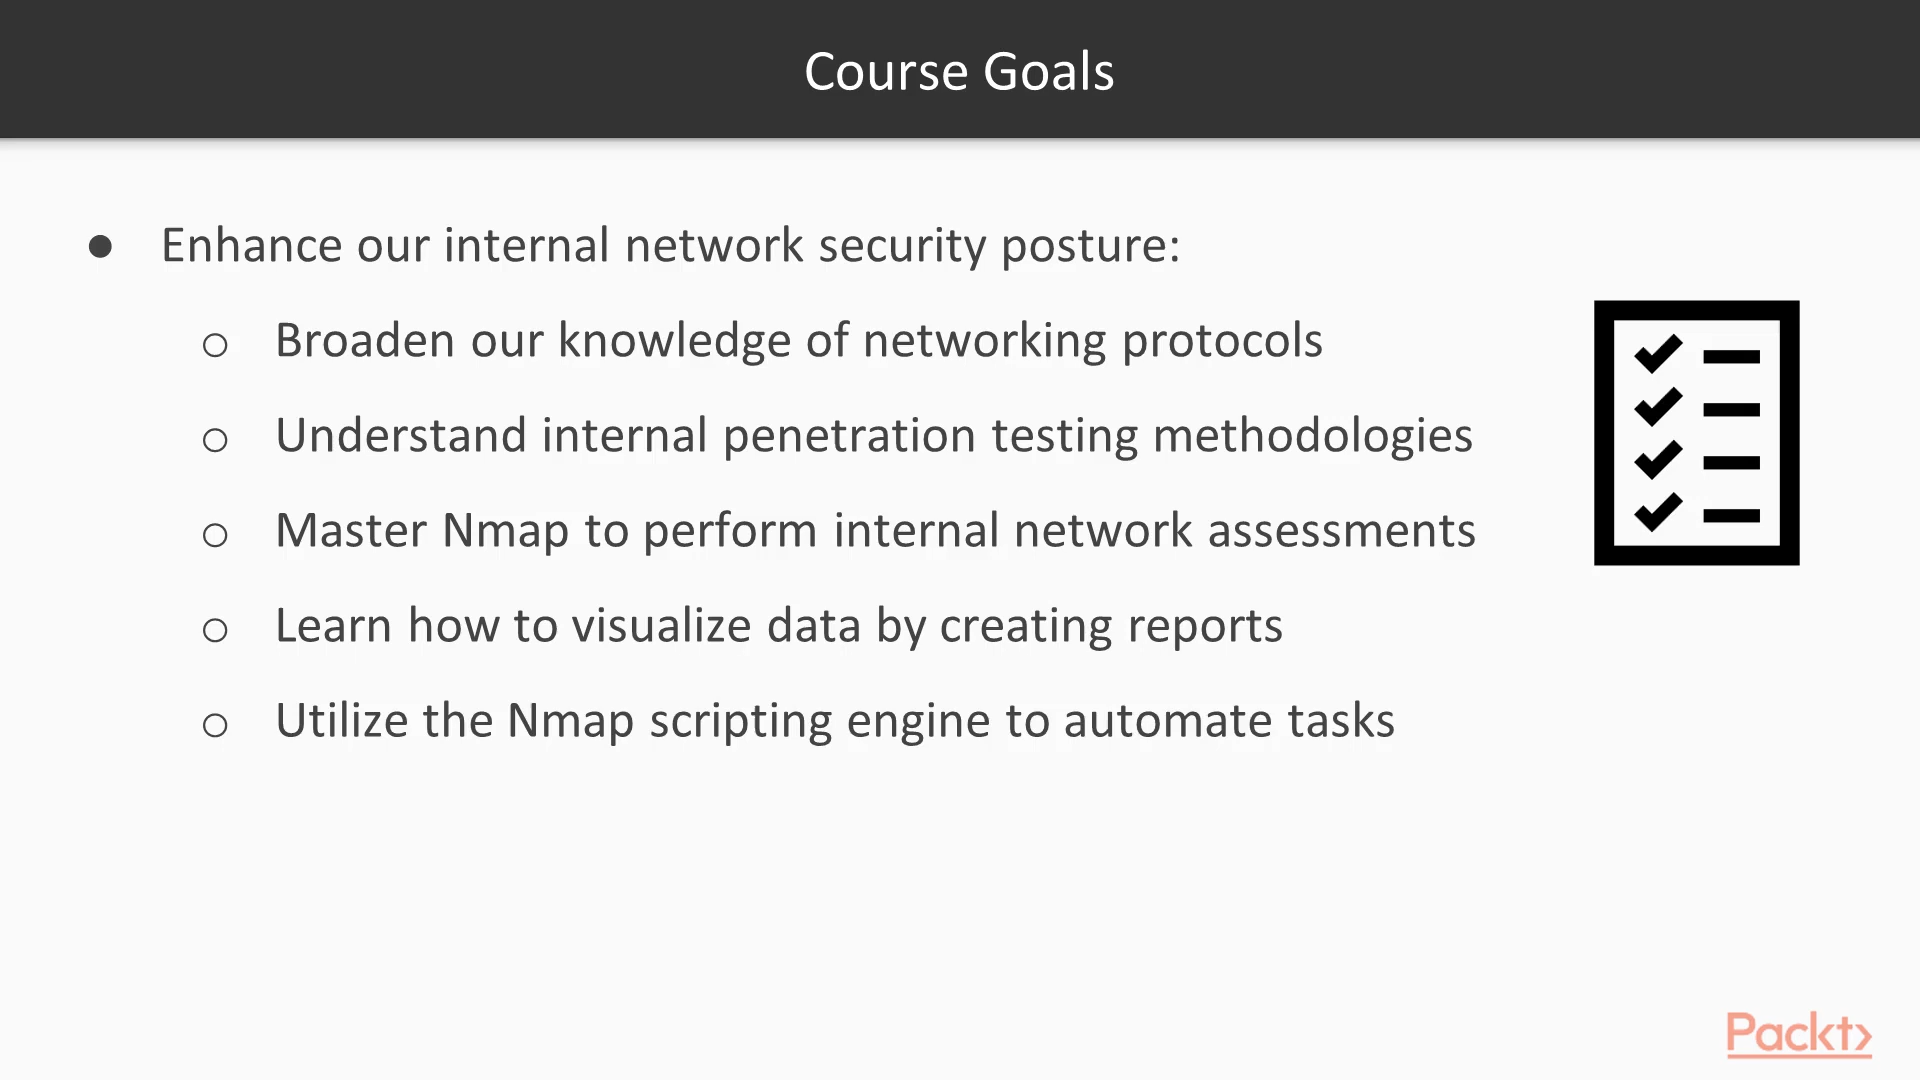 Course Goals
● Enhance our internal network security posture:
○ Broaden our knowledge of networking protocols
○ Understand internal penetration testing methodologies
○ Master Nmap to perform internal network assessments
○ Learn how to visualize data by creating reports
○ Utilize the Nmap scripting engine to automate tasks
Packt>